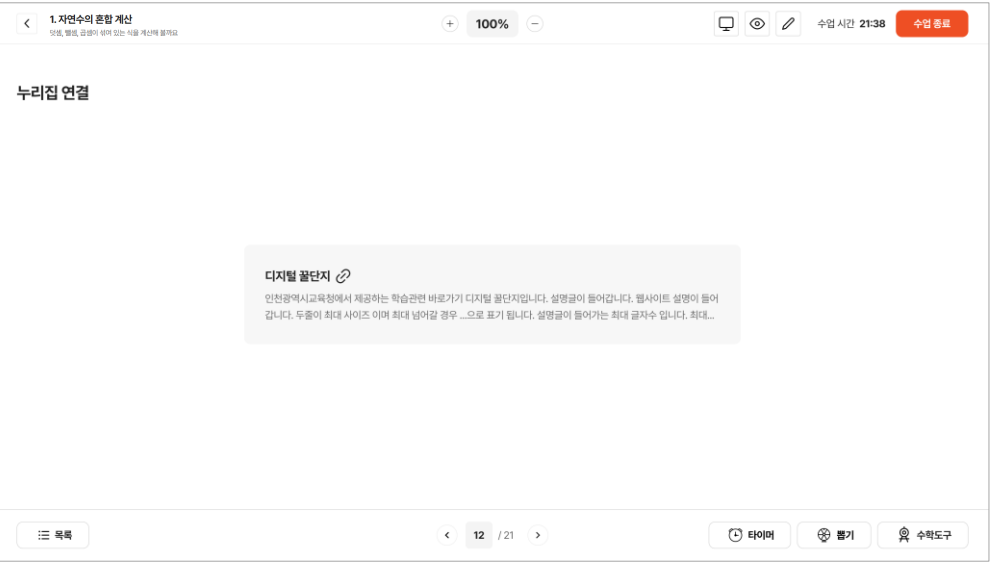 1. 자연수의 혼합 계산
덧셈, 뺄셈, 곱셈이 섞여 있는 식을 계산해 볼까요
100%
수업 시간 21:38
수업 종료
누리집 연결
디지털 꿀단지
인천광역시교육청에서 제공하는 학습관련 바로가기 디지털 꿀단지입니다. 설명글이 들어갑니다. 웹사이트 설명이 들어
갑니다. 두줄이 최대 사이즈 이며 최대 넘어갈 경우 ...으로 표기 됩니다. 설명글이 들어가는 최대 글자수 입니다. 최대...
목록
12 / 21
타이머
뽑기
수학도구